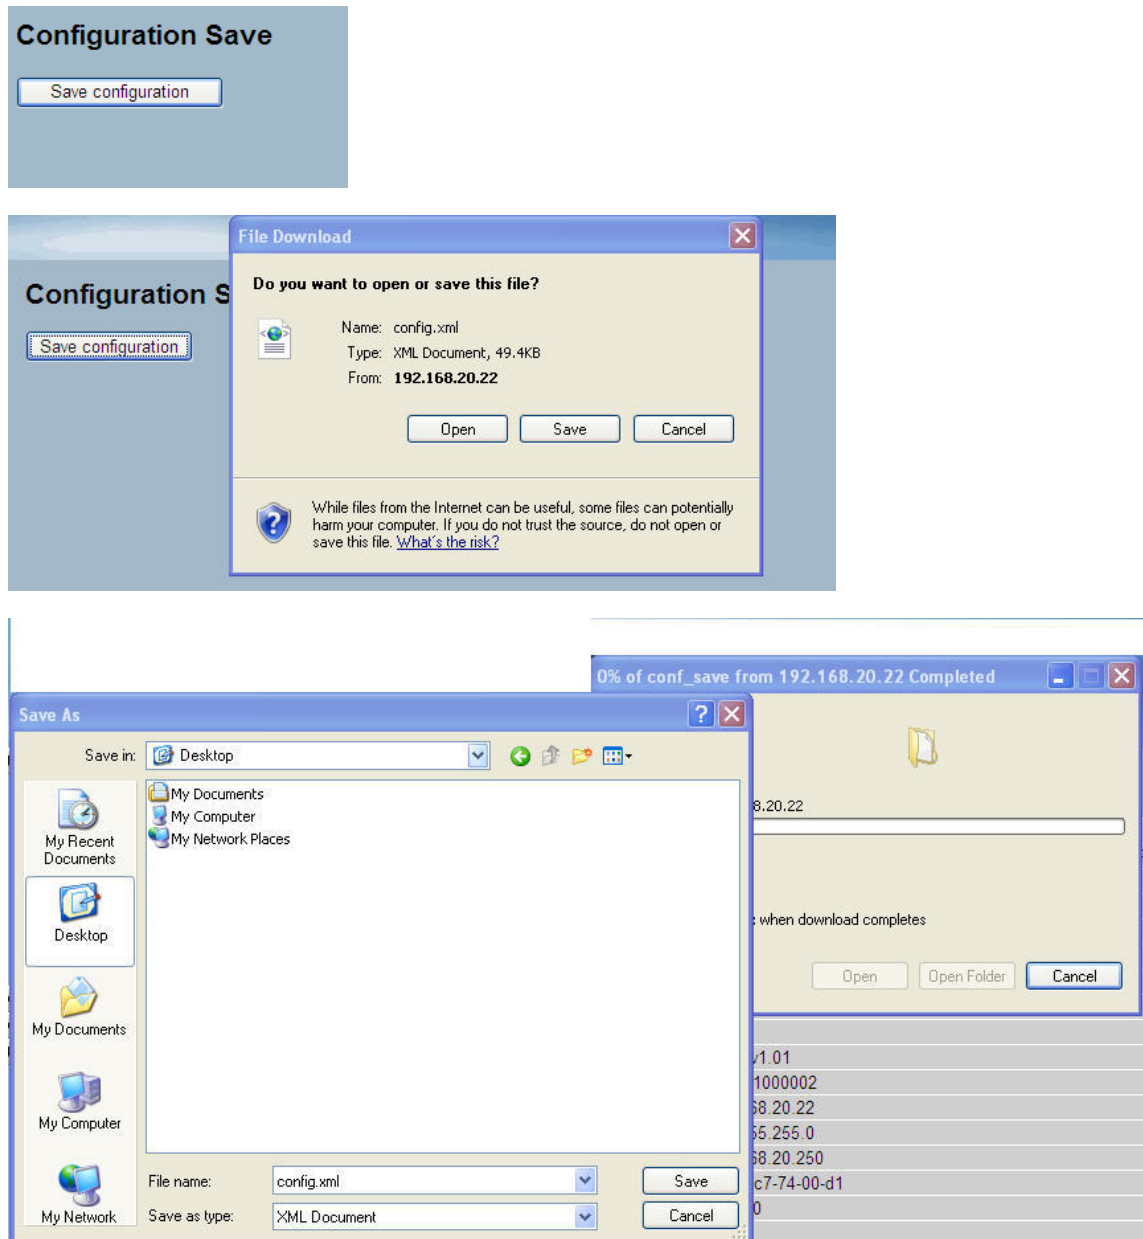 Configuration Save
Save configuration
File Download
Configuration S
Save configuration
Do you want to open or save this file?
Name: config.xml
Type: XML Document, 49.4KB
From: 192.168.20.22
Open Save Cancel
While files from the Internet can be useful, some files can potentially
harm your computer. If you do not trust the source, do not open or
save this file. What's the risk?
0% of conf_save from 192.168.20.22 Completed
Save As
Save in: Desktop
My Recent
Documents
Desktop
My Documents
My Computer
My Network
My Documents
My Computer
My Network Places
File name: config.xml Save
Save as type: XML Document Cancel
8.20.22
when download completes
Open Open Folder Cancel
v1.01
1000002
68.20.22
55.255.0
68.20.250
c7-74-00-d1
0